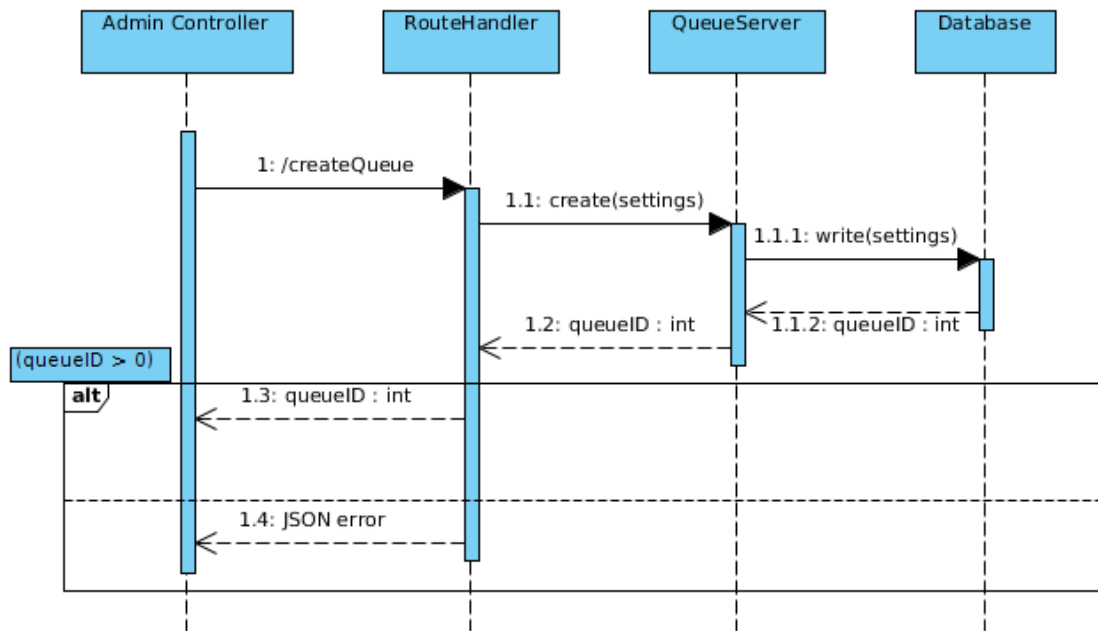 Admin Controller
RouteHandler
QueueServer
Database
1: /createQueue
1.1: create(settings)
1.1.1: write(settings)
1.1.2: queueID : int
1.2: queueID : int
(queueID > 0)
alt
1.3: queueID : int
1.4: JSON error